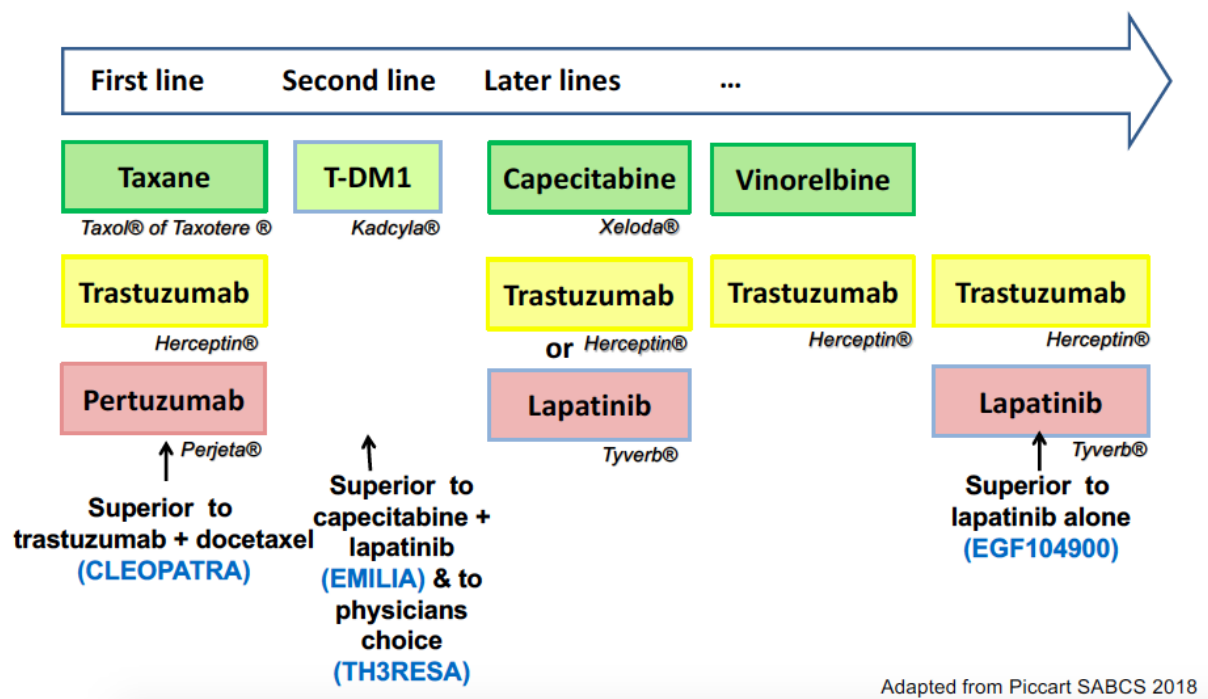 First line
Second line
Later lines
...
Taxane
Taxol® of Taxotere ®
T-DM1
Kadcyla®
Capecitabine
Xeloda®
Vinorelbine
Trastuzumab
Herceptin®
Trastuzumab
or Herceptin®
Trastuzumab
Herceptin®
Trastuzumab
Herceptin®
Pertuzumab
Perjeta®
Lapatinib
Tyverb®
Lapatinib
Tyverb®
Superior to
trastuzumab + docetaxel
(CLEOPATRA)
Superior to
capecitabine +
lapatinib
(EMILIA) & to
physicians
choice
(TH3RESA)
Superior to
lapatinib alone
(EGF104900)
Adapted from Piccart SABCS 2018